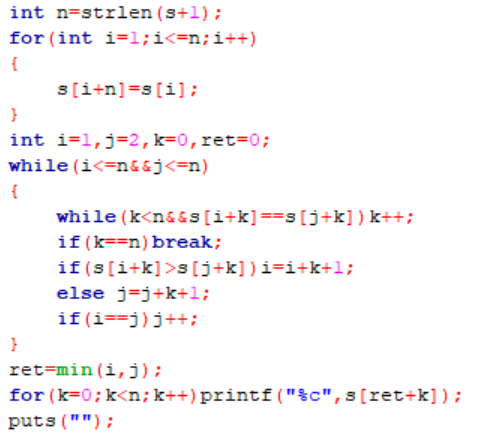 int n=strlen(s+1);
for(int i=1;i<=n;i++)
{
    s[i+n]=s[i];
}
int i=1,j=2,k=0,ret=0;
while(i<=n&&j<=n)
{
    while(k<n&&s[i+k]==s[j+k])k++;
    if(k==n)break;
    if(s[i+k]>s[j+k])i=i+k+1;
    else j=j+k+1;
    if(i==j)j++;
}
ret=min(i,j);
for(k=0;k<n;k++)printf("%c",s[ret+k]);
puts("");